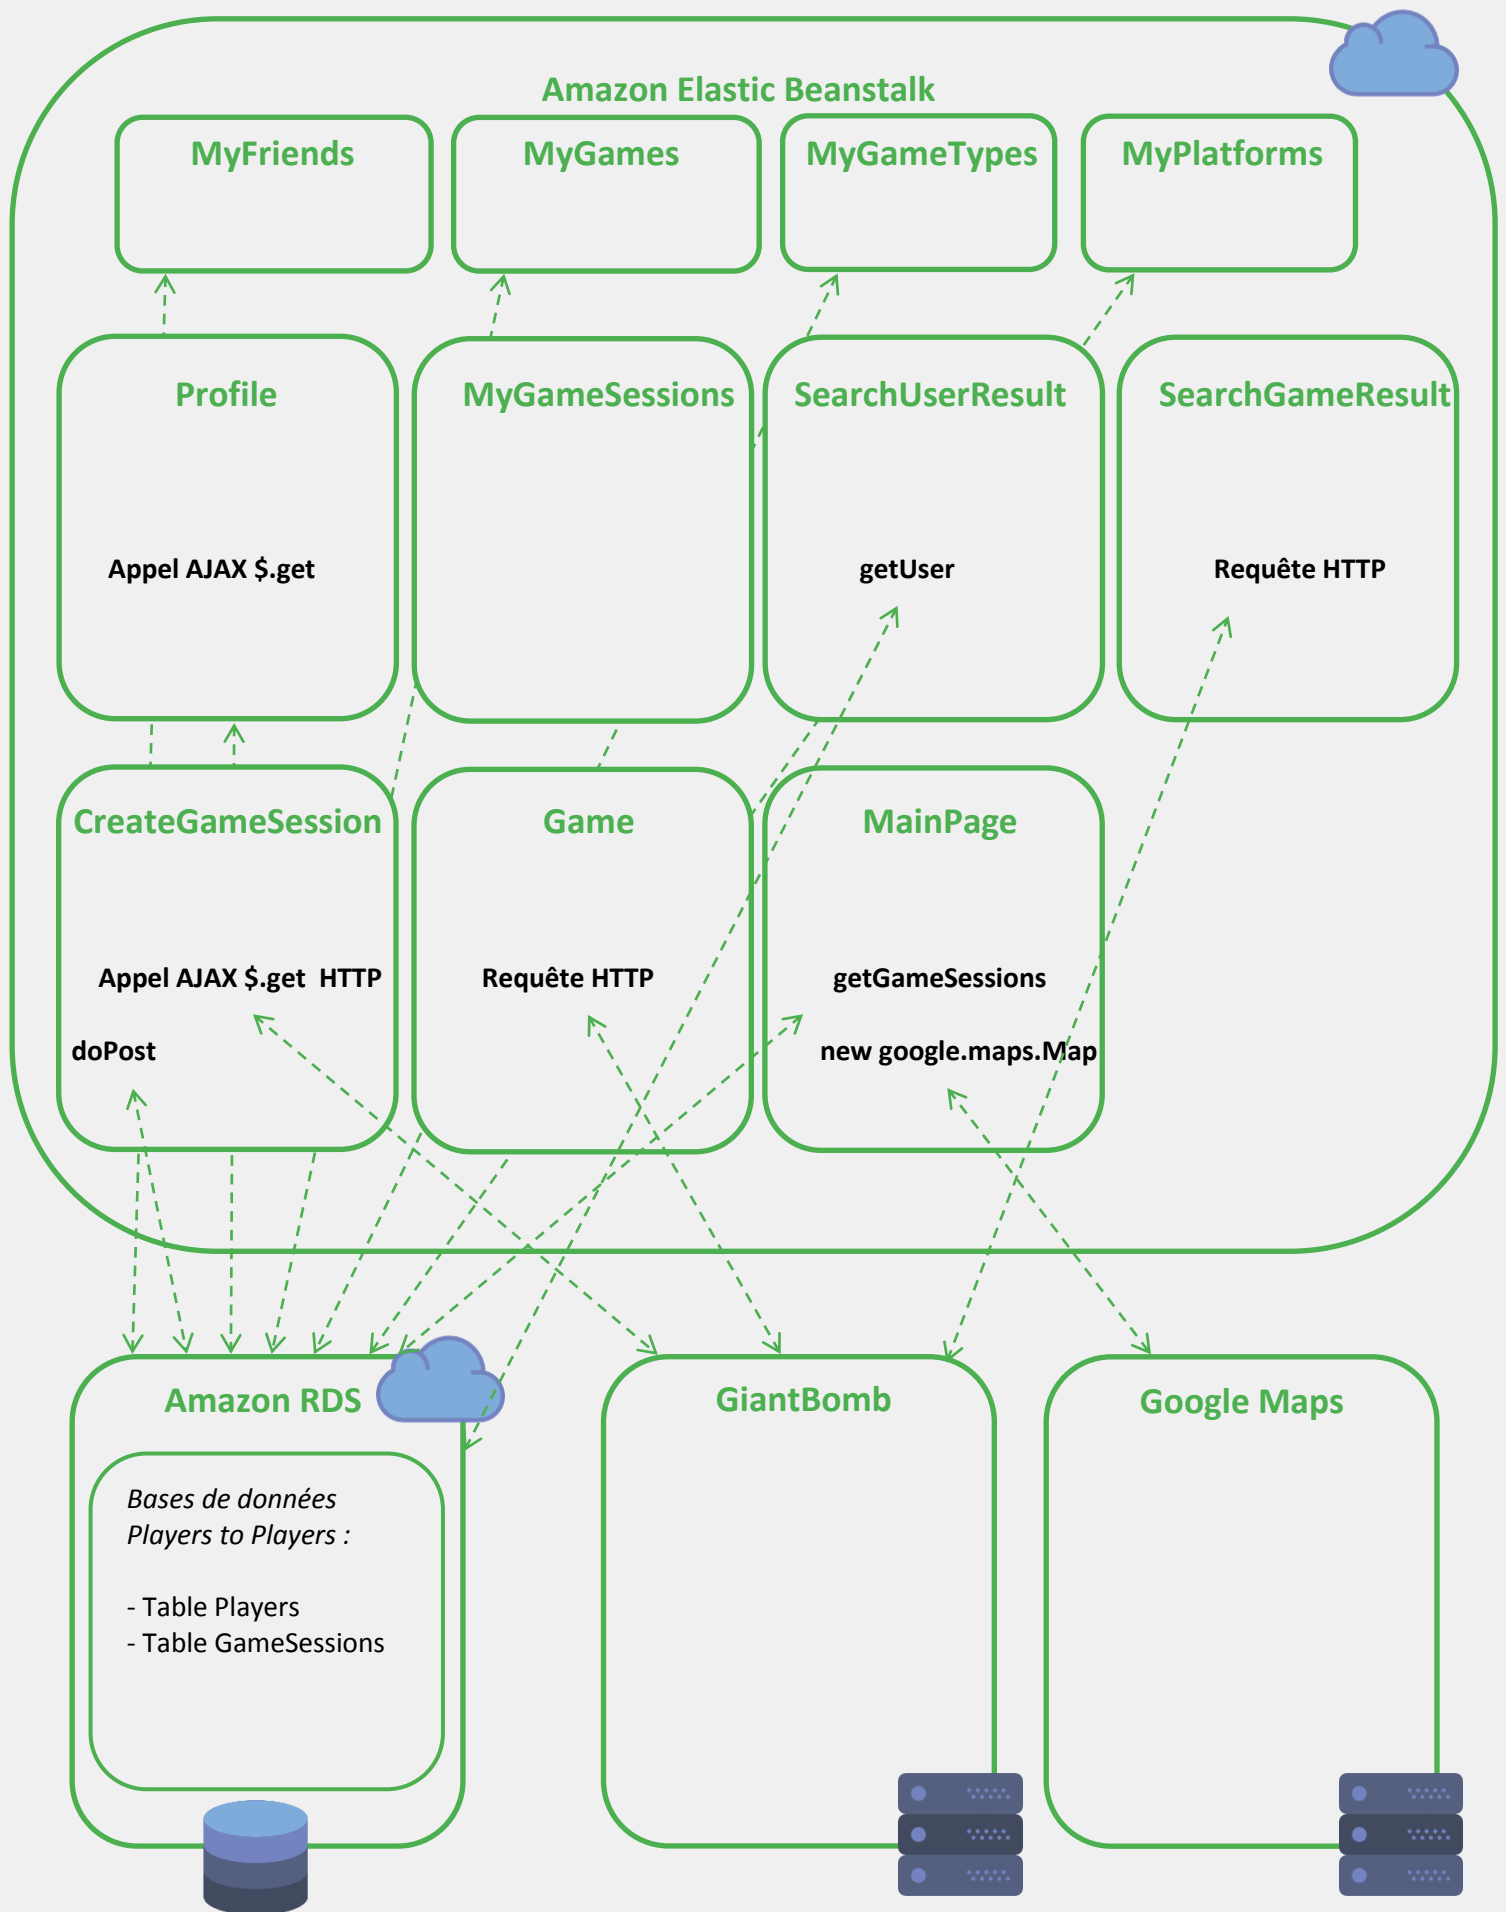 Amazon Elastic Beanstalk
MyFriends
MyGames
MyGameTypes
MyPlatforms
Profile
MyGameSessions
SearchUserResult
SearchGameResult
Appel AJAX $.get
getUser
Requête HTTP
CreateGameSession
Game
MainPage
Appel AJAX $.get  HTTP
Requête HTTP
getGameSessions
doPost
new google.maps.Map
Amazon RDS
GiantBomb
Google Maps
Bases de données
Players to Players :
- Table Players
- Table GameSessions